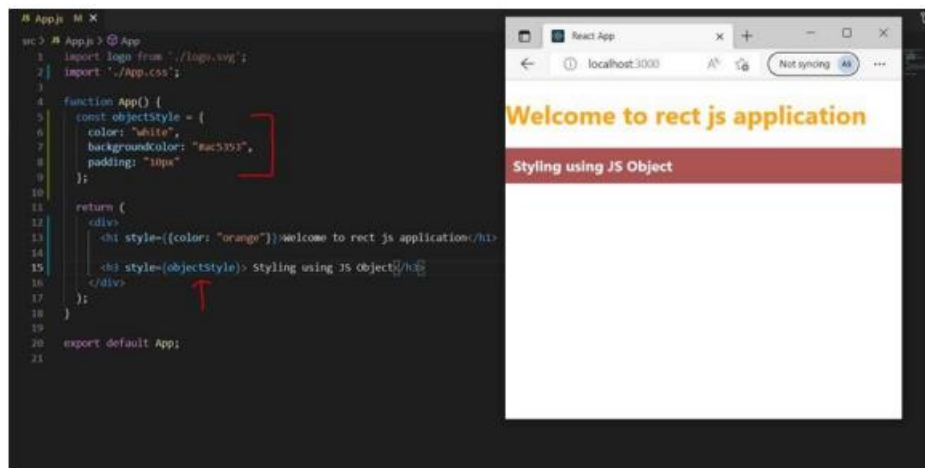 JS App.js M X
src > JS App.js > App
1 import logo from './logo.svg';
2 import './App.css';
3
4 function App() {
5 const objectStyle = {
6 color: "white",
7 backgroundColor: "#ac5353",
8 padding: "10px"
9 };
10
11 return (
12 <div>
13 <h1 style={{color: "orange"}}>Welcome to rect js application</h1>
14
15 <h3 style={objectStyle}> Styling using JS Object</h3>
16 </div>
17 );
18 }
19
20 export default App;
21
React App
localhost:3000
Not syncing
Welcome to rect js application
Styling using JS Object